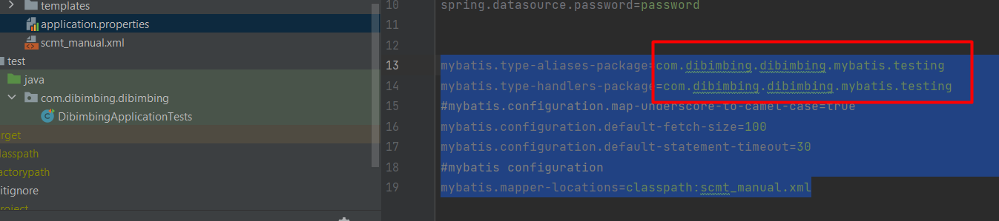 templates
application.properties
scmt_manual.xml
test
java
com.dibimbing.dibimbing
DibimbingApplicationTests
rget
lasspath
actorypath
itignore
roject
10 spring.datasource.password=password
11
12
13 mybatis.type-aliases-package=com.dibimbing.dibimbing.mybatis.testing
14 mybatis.type-handlers-package=com.dibimbing.dibimbing.mybatis.testing
15 #mybatis.configuration.map-underscore-to-camel-case=true
16 mybatis.configuration.default-fetch-size=100
17 mybatis.configuration.default-statement-timeout=30
18 #mybatis configuration
19 mybatis.mapper-locations=classpath:scmt_manual.xml